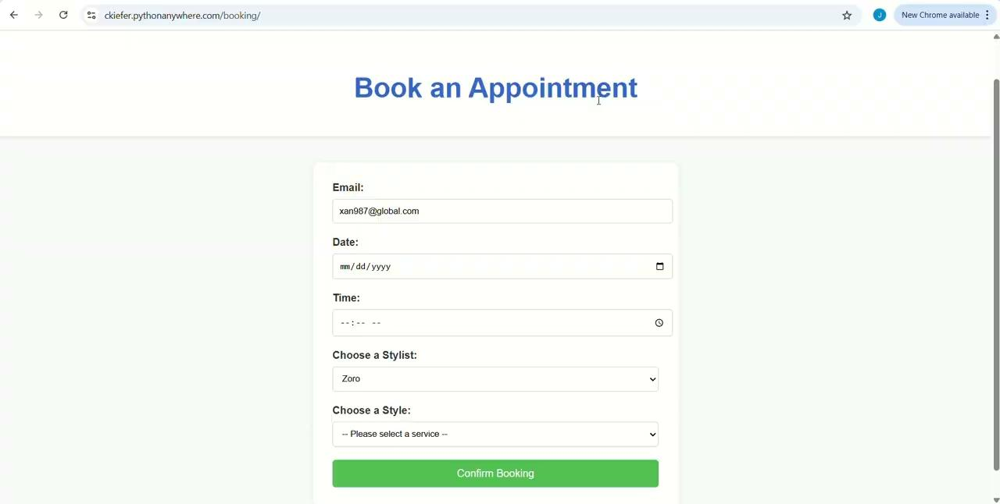 ckiefer.pythonanywhere.com/booking/
J
New Chrome available
Book an Appointment
Email:
xan987@global.com
Date:
mm/dd/yyyy
Time:
--:-- --
Choose a Stylist:
Zoro
Choose a Style:
-- Please select a service --
Confirm Booking